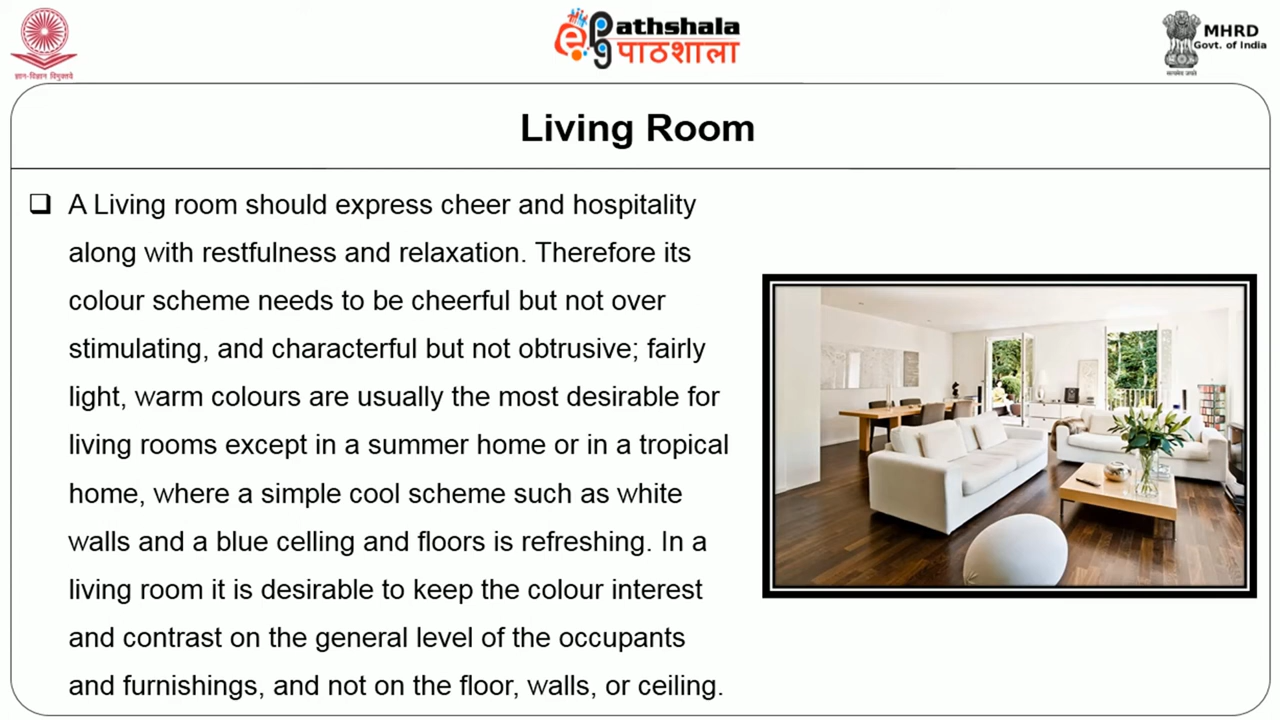 ज्ञान-विज्ञान विमुक्तये
Pathshala
पाठशाला
MHRD
Govt. of India
सत्यमेव जयते
Living Room
A Living room should express cheer and hospitality
along with restfulness and relaxation. Therefore its
colour scheme needs to be cheerful but not over
stimulating, and characterful but not obtrusive; fairly
light, warm colours are usually the most desirable for
living rooms except in a summer home or in a tropical
home, where a simple cool scheme such as white
walls and a blue celling and floors is refreshing. In a
living room it is desirable to keep the colour interest
and contrast on the general level of the occupants
and furnishings, and not on the floor, walls, or ceiling.